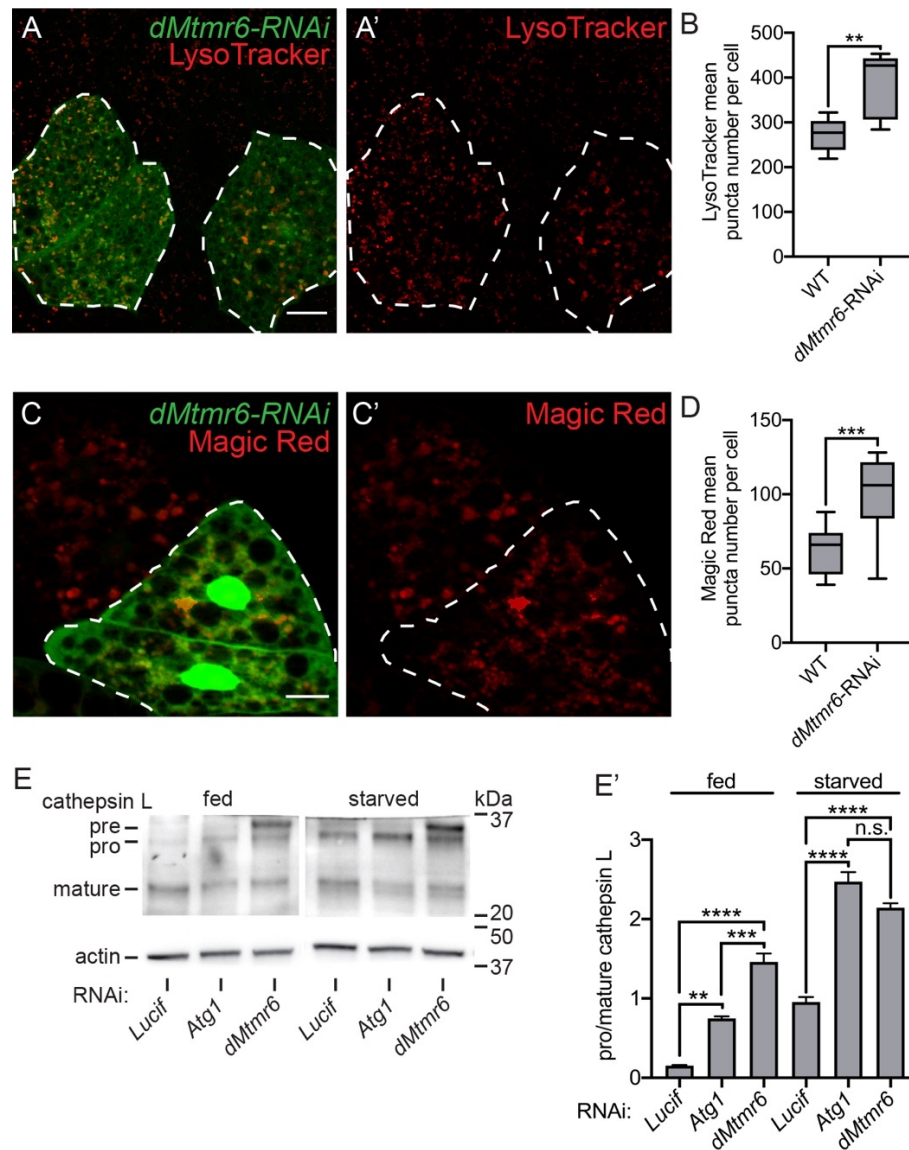 A
dMtmr6-RNAi
LysoTracker
A'
LysoTracker
B
LysoTracker mean
puncta number per cell
500
400
300
200
100
0
WT
dMtmr6-RNAi
**
C
dMtmr6-RNAi
Magic Red
C'
Magic Red
D
Magic Red mean
puncta number per cell
150
100
50
0
WT
dMtmr6-RNAi
***
E
cathepsin L
fed
starved
kDa
pre
pro
mature
actin
37
20
50
37
RNAi:
Lucif
Atg1
dMtmr6
Lucif
Atg1
dMtmr6
E'
fed
starved
pro/mature cathepsin L
3
2
1
0
****
**
***
****
n.s.
****
RNAi:
Lucif
Atg1
dMtmr6
Lucif
Atg1
dMtmr6